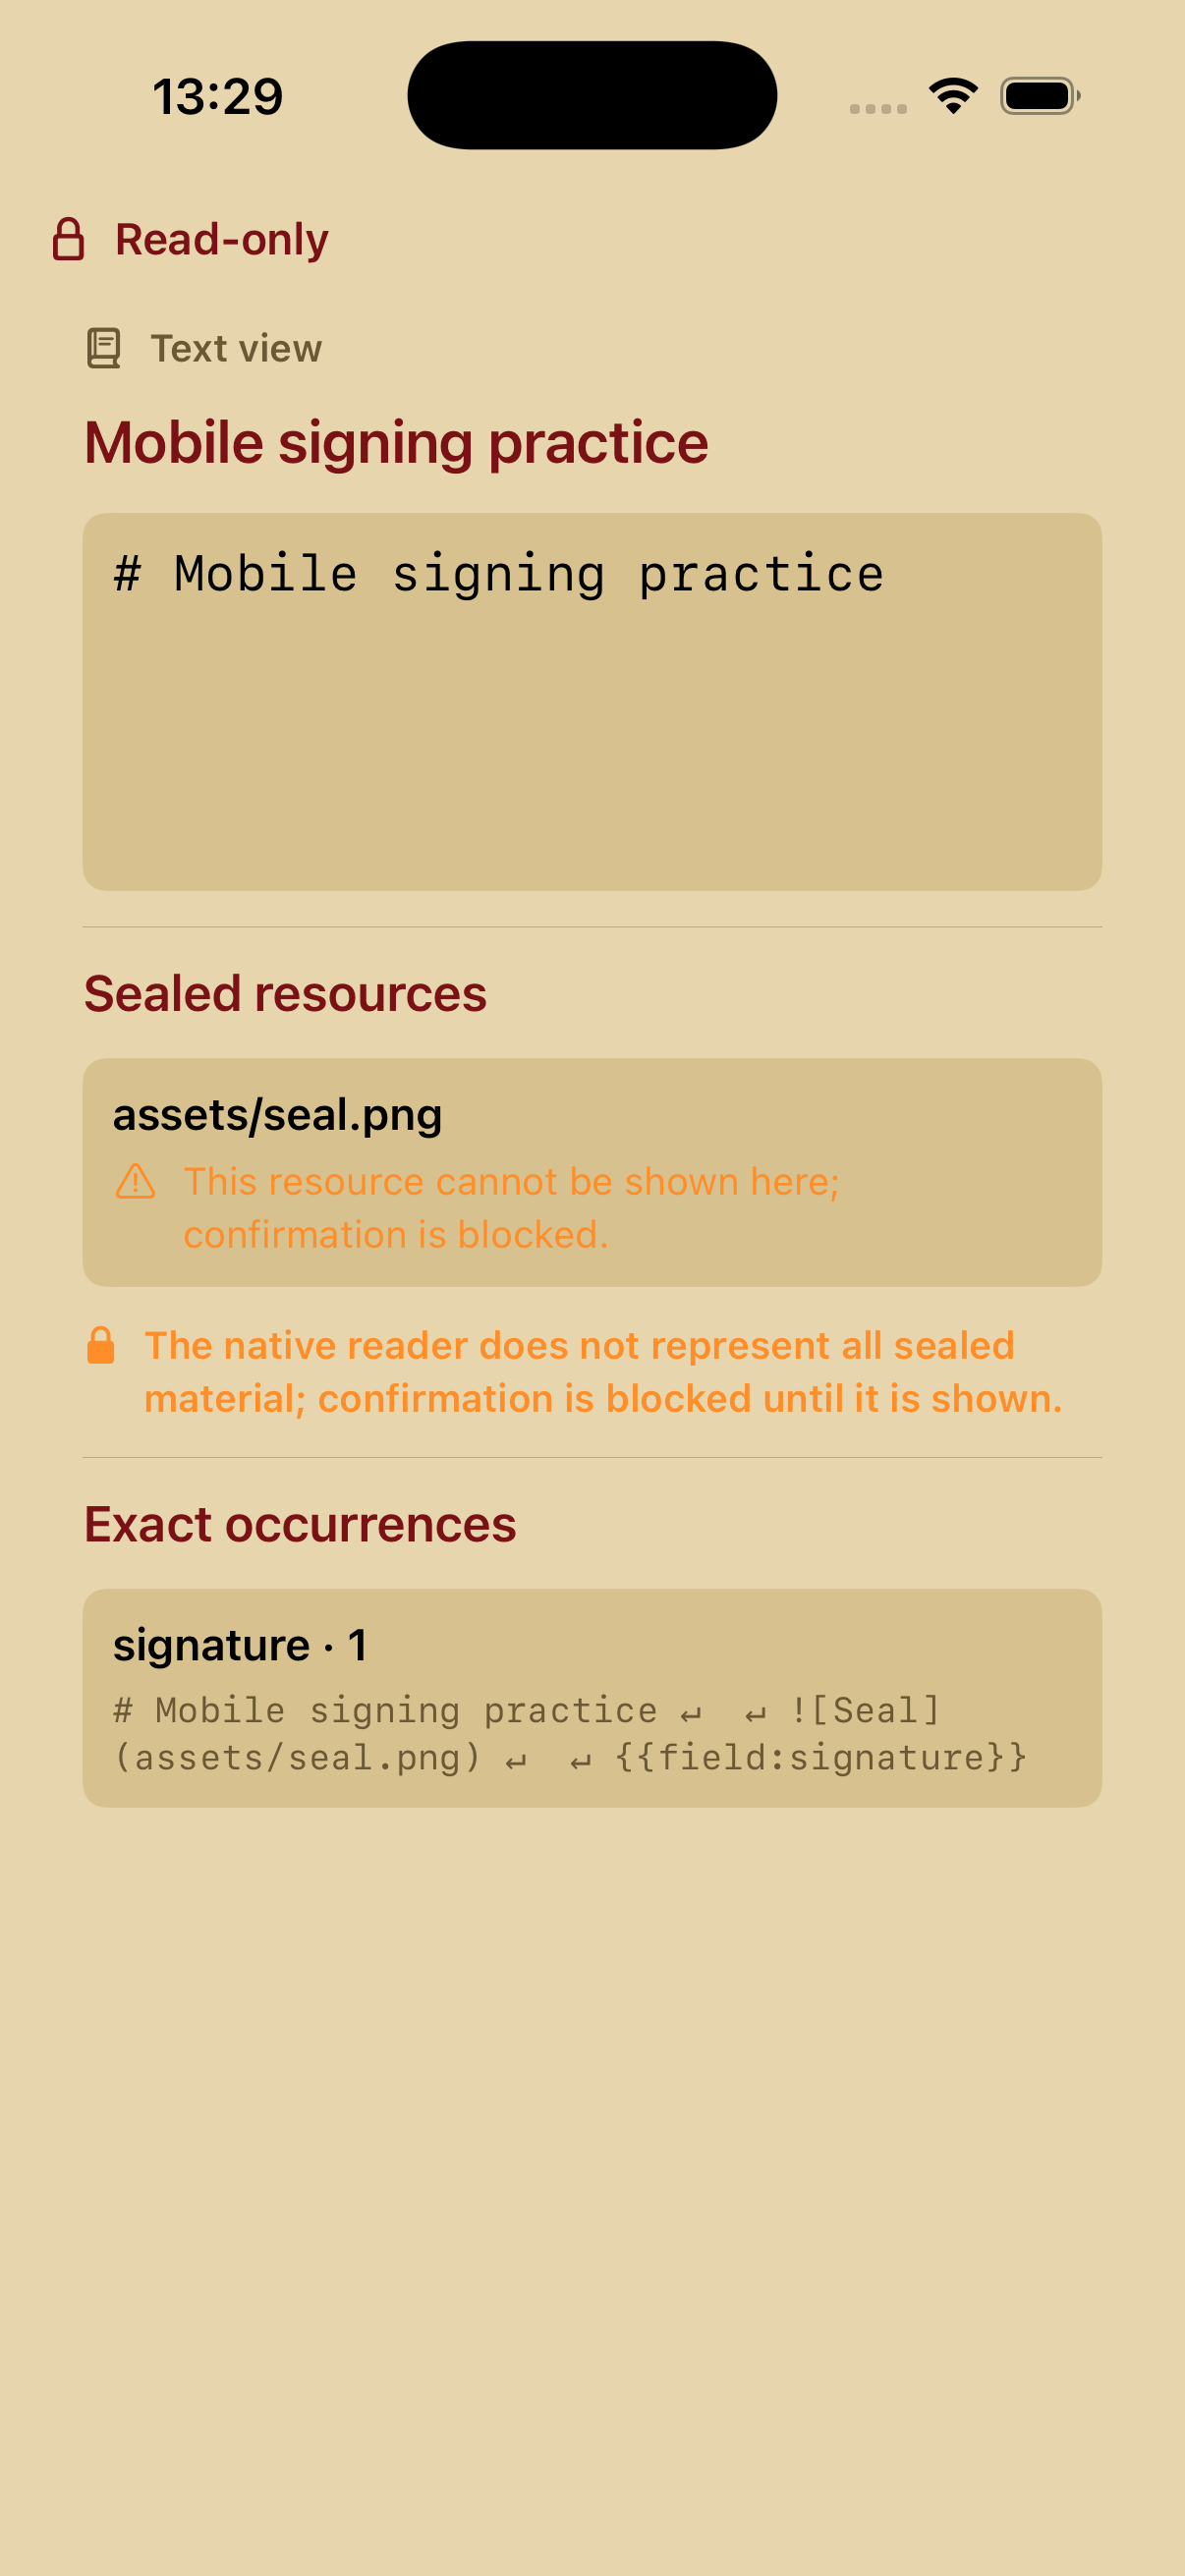 13:29
Read-only
Text view
Mobile signing practice
# Mobile signing practice
Sealed resources
assets/seal.png
This resource cannot be shown here;
confirmation is blocked.
The native reader does not represent all sealed
material; confirmation is blocked until it is shown.
Exact occurrences
signature · 1
# Mobile signing practice ↵  ↵ ![Seal]
(assets/seal.png) ↵  ↵ {{field:signature}}